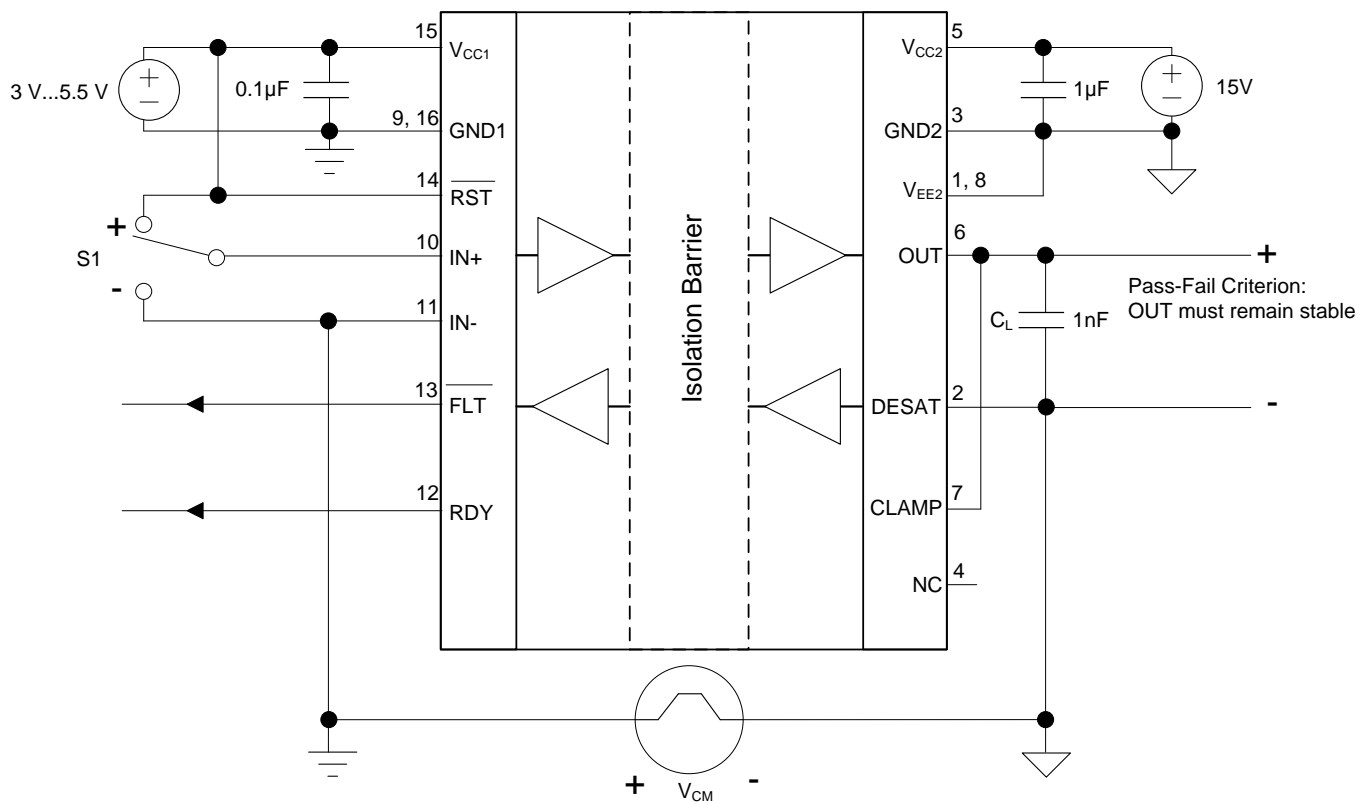 3 V...5.5 V
+
–
0.1µF
15
VCC1
9, 16
GND1
14
RST
+
S1
-
10
IN+
11
IN-
13
FLT
12
RDY
Isolation Barrier
5
VCC2
1µF
+
–
15V
3
GND2
1, 8
VEE2
6
OUT
+
Pass-Fail Criterion:
OUT must remain stable
CL
1nF
2
DESAT
-
7
CLAMP
4
NC
+
VCM
-